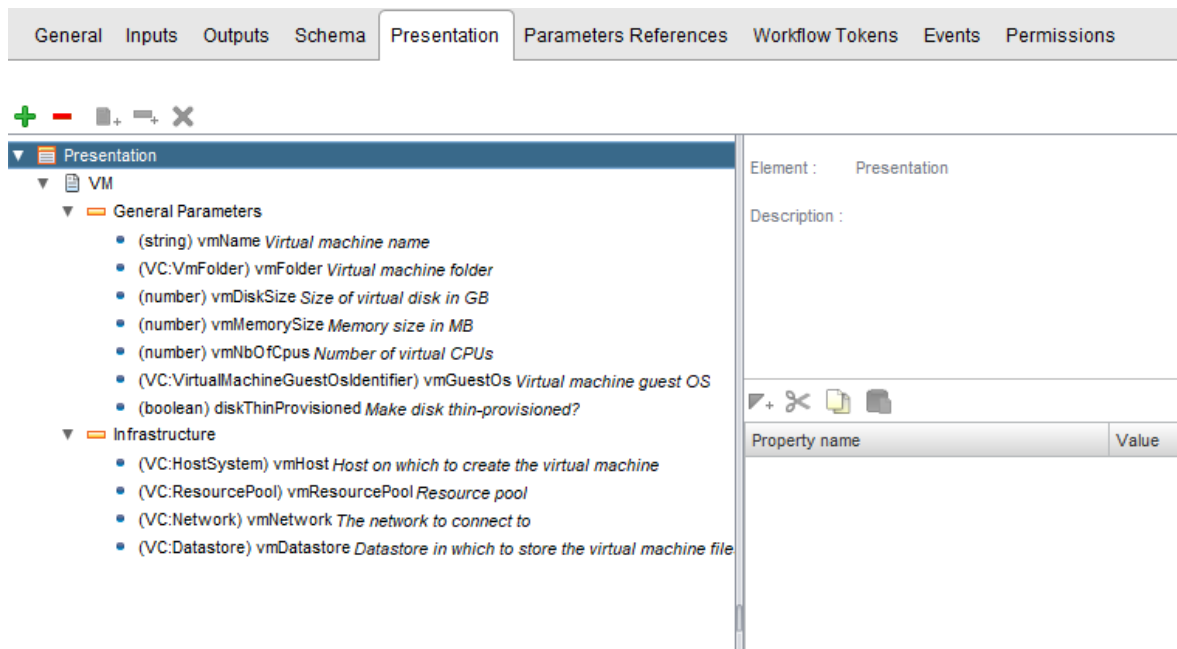 General Inputs Outputs Schema Presentation Parameters References Workflow Tokens Events Permissions
Presentation
VM
General Parameters
(string) vmName Virtual machine name
(VC:VmFolder) vmFolder Virtual machine folder
(number) vmDiskSize Size of virtual disk in GB
(number) vmMemorySize Memory size in MB
(number) vmNbOfCpus Number of virtual CPUs
(VC:VirtualMachineGuestOsIdentifier) vmGuestOs Virtual machine guest OS
(boolean) diskThinProvisioned Make disk thin-provisioned?
Infrastructure
(VC:HostSystem) vmHost Host on which to create the virtual machine
(VC:ResourcePool) vmResourcePool Resource pool
(VC:Network) vmNetwork The network to connect to
(VC:Datastore) vmDatastore Datastore in which to store the virtual machine file
Element : Presentation
Description :
Property name Value